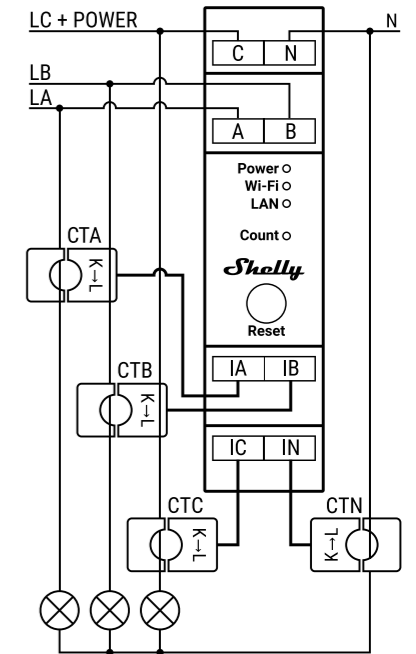 LC + POWER
N
C N
LB
LA
A B
Power
Wi-Fi
LAN
Count
CTA
K→L
Shelly
Reset
IA IB
CTB
K→L
IC IN
CTC
K→L
CTN
K→L